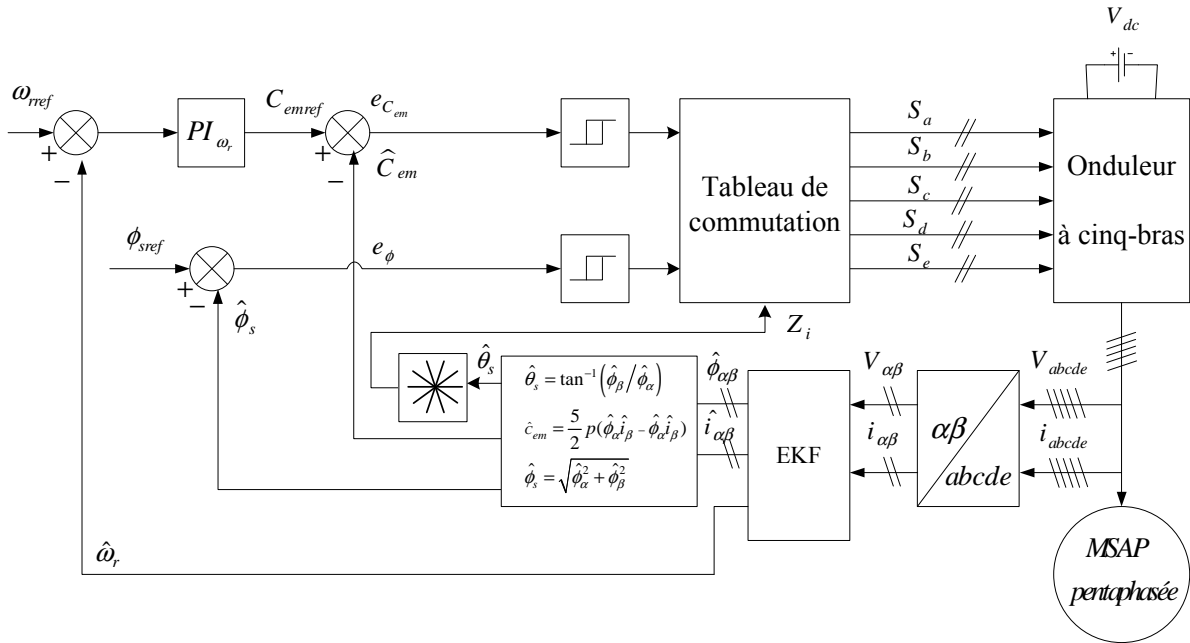 V_dc
+ -
ω_rref
+
−
PI_ω_r
C_emref
+
−
e_C_em
Ĉ_em
ϕ_sref
+
−
e_ϕ
ϕ̂_s
Tableau de
commutation
S_a
S_b
S_c
S_d
S_e
Onduleur
à cinq-bras
Z_i
θ̂_s
θ̂_s = tan⁻¹(ϕ̂_β/ϕ̂_α)
ĉ_em = 5/2 p(ϕ̂_α î_β − ϕ̂_α î_β)
ϕ̂_s = √(ϕ̂_α² + ϕ̂_β²)
ϕ̂_αβ
î_αβ
EKF
V_αβ
i_αβ
αβ
abcde
V_abcde
i_abcde
ω̂_r
MSAP
pentaphasée